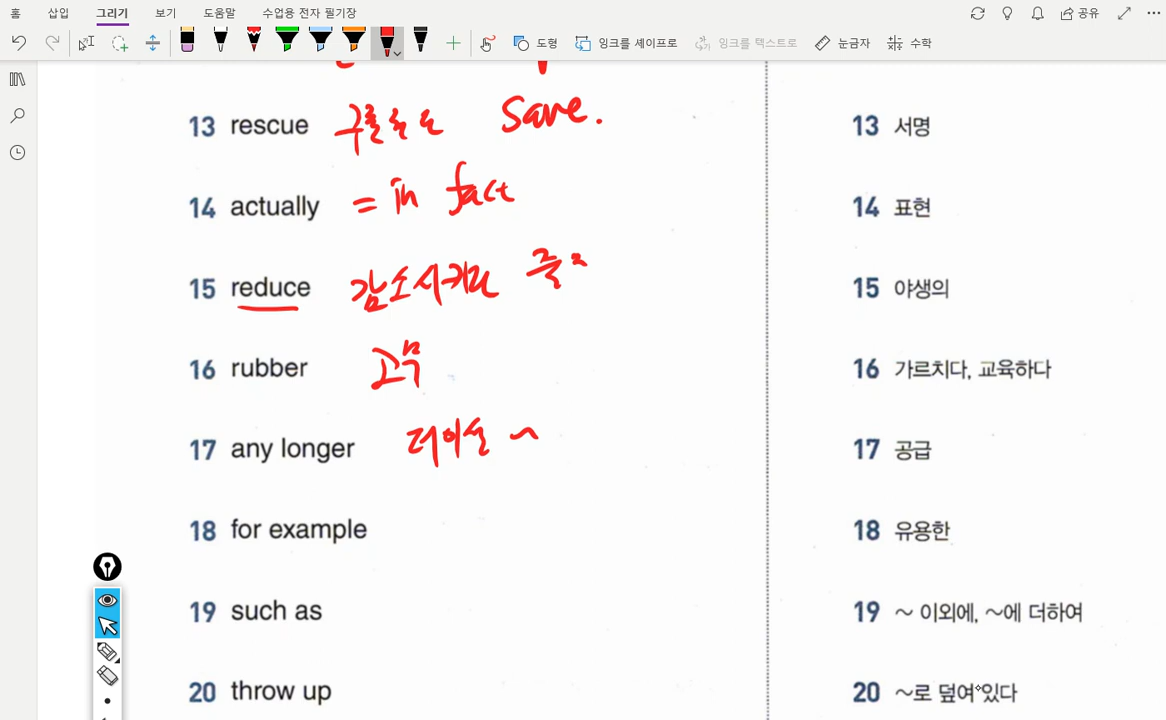 홈 삽입 그리기 보기 도움말 수업용 전자 필기장 공유
도형 잉크를 셰이프로 잉크를 텍스트로 눈금자 수학
13 rescue save.
14 actually = in fact
15 reduce 감소시키다
16 rubber 고무
17 any longer 더이상 ~
18 for example
19 such as
20 throw up
13 서명
14 표현
15 야생의
16 가르치다, 교육하다
17 공급
18 유용한
19 ~ 이외에, ~에 더하여
20 ~로 덮여 있다